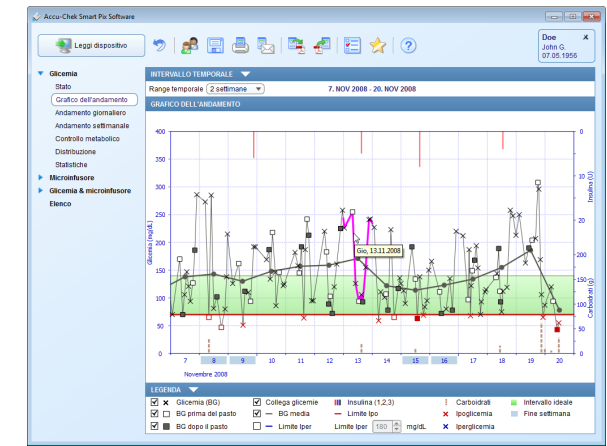 Accu-Chek Smart Pix Software
Leggi dispositivo
Doe
John G.
07.05.1956
Glicemia
Stato
Grafico dell'andamento
Andamento giornaliero
Andamento settimanale
Controllo metabolico
Distribuzione
Statistiche
Microinfusore
Glicemia & microinfusore
Elenco
INTERVALLO TEMPORALE
Range temporale 2 settimane 7. NOV 2008 - 20. NOV 2008
GRAFICO DELL'ANDAMENTO
Glicemia (mg/dL)
400
350
300
250
200
150
100
50
0
Gio, 13.11.2008
0
10
20
Insulina (U)
200
150
100
50
0
Carboidrati (g)
7 8 9 10 11 12 13 14 15 16 17 18 19 20
Novembre 2008
LEGENDA
Glicemia (BG) Collega glicemie Insulina (1,2,3) Carboidrati Intervallo ideale
BG prima del pasto BG media Limite Ipo Ipoglicemia Fine settimana
BG dopo il pasto Limite Iper Limite Iper 180 mg/dL Iperglicemia